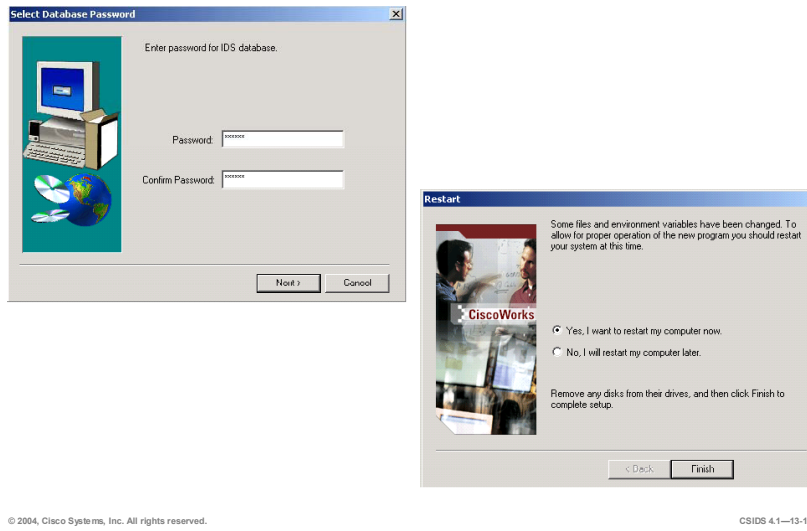 Select Database Password
Enter password for IDS database.
Password: xxxxxx
Confirm Password: xxxxxx
Next >
Cancel
Restart
Some files and environment variables have been changed. To
allow for proper operation of the new program you should restart
your system at this time.
CiscoWorks
Yes, I want to restart my computer now.
No, I will restart my computer later.
Remove any disks from their drives, and then click Finish to
complete setup.
< Back
Finish
© 2004, Cisco Systems, Inc. All rights reserved.
CSIDS 4.1—13-1